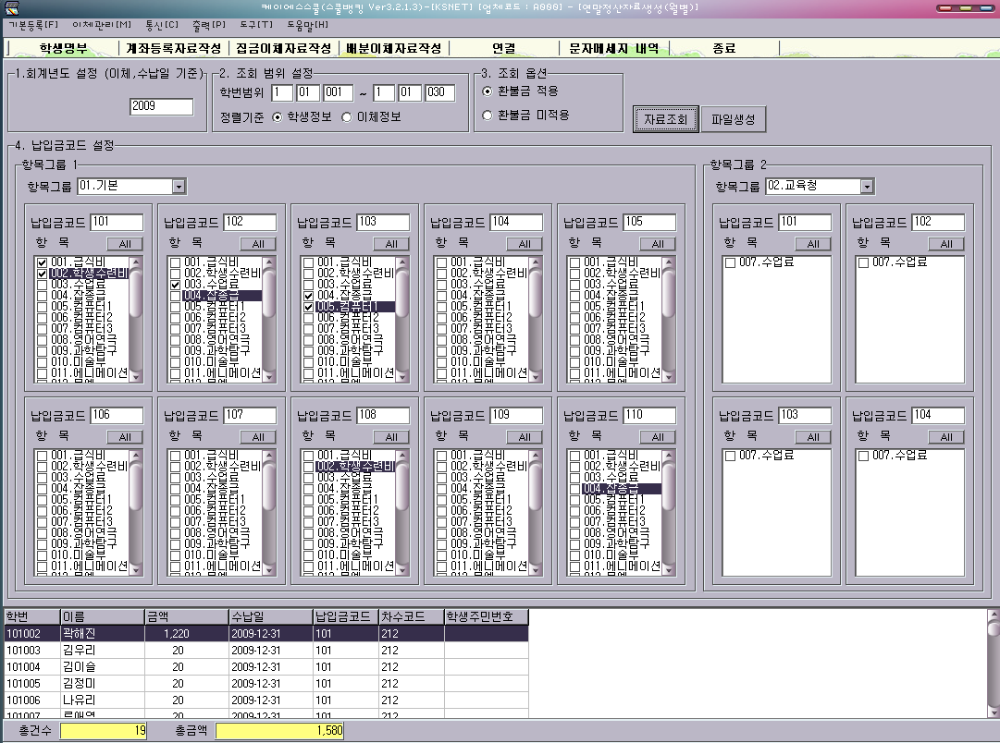 케이에스스쿨(스쿨뱅킹 Ver3.2.1.3)-[KSNET] [업체코드 : A000] - [연말정산자료생성(월별)]
기본등록[F] 이체관리[M] 통신[C] 출력[P] 도구[T] 도움말[H]
학생명부 계좌등록자료작성 집금이체자료작성 배분이체자료작성 연결 문자메세지 내역 종료
1.회계년도 설정 (이체,수납일 기준) 2. 조회 범위 설정 3. 조회 옵션
2009
학번범위 1 01 001 ~ 1 01 030
정렬기준 학생정보 이체정보
환불금 적용
환불금 미적용
자료조회 파일생성
4. 납입금코드 설정
항목그룹 1 항목그룹 2
항목그룹 01.기본 항목그룹 02.교육청
납입금코드 101 납입금코드 102 납입금코드 103 납입금코드 104 납입금코드 105 납입금코드 101 납입금코드 102
항 목 All 항 목 All 항 목 All 항 목 All 항 목 All 항 목 All 항 목 All
001.급식비 001.급식비 001.급식비 001.급식비 001.급식비 007.수업료 007.수업료
002.학생수련비 002.학생수련비 002.학생수련비 002.학생수련비 002.학생수련비
003.수업료 003.수업료 003.수업료 003.수업료 003.수업료
004.잡종금 004.잡종금 004.잡종금 004.잡종금 004.잡종금
005.컴퓨터1 005.컴퓨터1 005.컴퓨터1 005.컴퓨터1 005.컴퓨터1
006.컴퓨터2 006.컴퓨터2 006.컴퓨터2 006.컴퓨터2 006.컴퓨터2
007.컴퓨터3 007.컴퓨터3 007.컴퓨터3 007.컴퓨터3 007.컴퓨터3
008.영어연극 008.영어연극 008.영어연극 008.영어연극 008.영어연극
009.과학탐구 009.과학탐구 009.과학탐구 009.과학탐구 009.과학탐구
010.미술부 010.미술부 010.미술부 010.미술부 010.미술부
011.에니메이션 011.에니메이션 011.에니메이션 011.에니메이션 011.에니메이션
납입금코드 106 납입금코드 107 납입금코드 108 납입금코드 109 납입금코드 110 납입금코드 103 납입금코드 104
항 목 All 항 목 All 항 목 All 항 목 All 항 목 All 항 목 All 항 목 All
001.급식비 001.급식비 001.급식비 001.급식비 001.급식비 007.수업료 007.수업료
002.학생수련비 002.학생수련비 002.학생수련비 002.학생수련비 002.학생수련비
003.수업료 003.수업료 003.수업료 003.수업료 003.수업료
004.잡종금 004.잡종금 004.잡종금 004.잡종금 004.잡종금
005.컴퓨터1 005.컴퓨터1 005.컴퓨터1 005.컴퓨터1 005.컴퓨터1
006.컴퓨터2 006.컴퓨터2 006.컴퓨터2 006.컴퓨터2 006.컴퓨터2
007.컴퓨터3 007.컴퓨터3 007.컴퓨터3 007.컴퓨터3 007.컴퓨터3
008.영어연극 008.영어연극 008.영어연극 008.영어연극 008.영어연극
009.과학탐구 009.과학탐구 009.과학탐구 009.과학탐구 009.과학탐구
010.미술부 010.미술부 010.미술부 010.미술부 010.미술부
011.에니메이션 011.에니메이션 011.에니메이션 011.에니메이션 011.에니메이션
학번 이름 금액 수납일 납입금코드 차수코드 학생주민번호
101002 곽해진 1,220 2009-12-31 101 212
101003 김우리 20 2009-12-31 101 212
101004 김이슬 20 2009-12-31 101 212
101005 김정미 20 2009-12-31 101 212
101006 나유리 20 2009-12-31 101 212
101007 20 2009-12-31 101 212
총건수 19 총금액 1,580